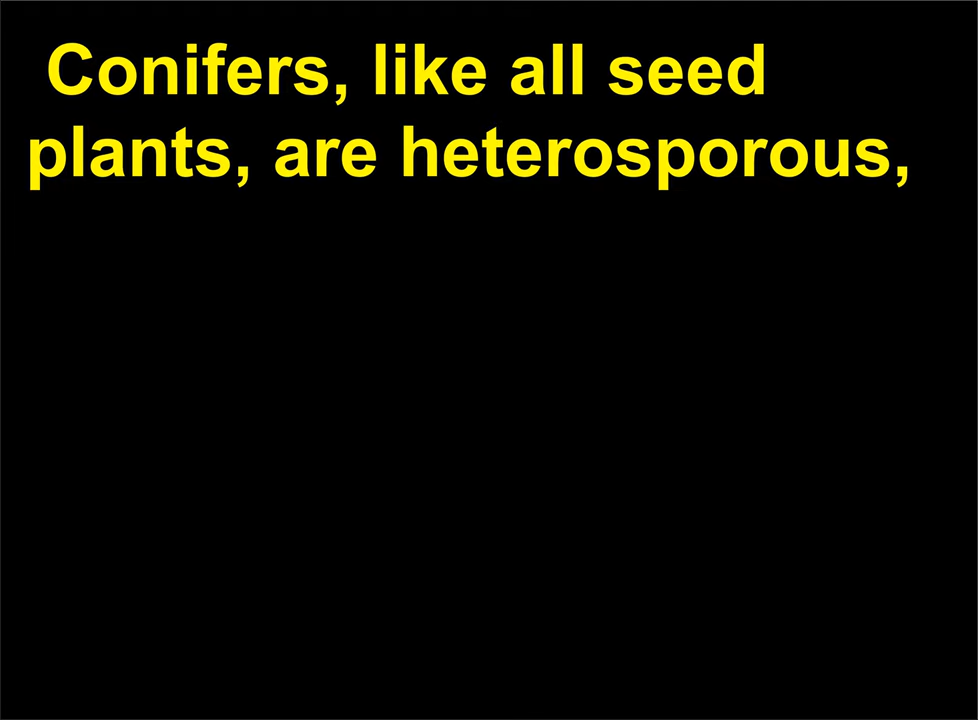 Conifers, like all seed
plants, are heterosporous,